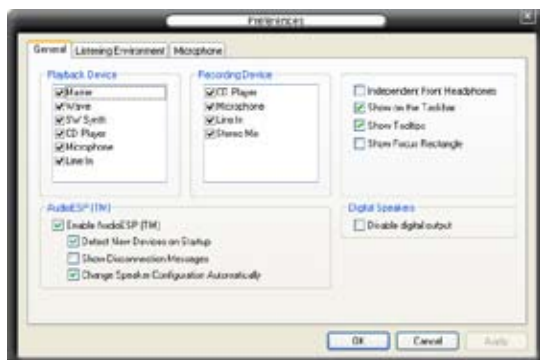 Preferences
General
Listening Environment
Microphone
Playback Device
Master
Wave
SW Synth
CD Player
Microphone
Line In
Recording Device
CD Player
Microphone
Line In
Stereo Mix
Independent Front Headphones
Show on the Taskbar
Show Tooltips
Show Focus Rectangle
AudioESP (TM)
Enable AudioESP (TM)
Detect New Devices on Startup
Show Disconnection Messages
Change Speaker Configuration Automatically
Digital Speakers
Disable digital output
OK
Cancel
Apply